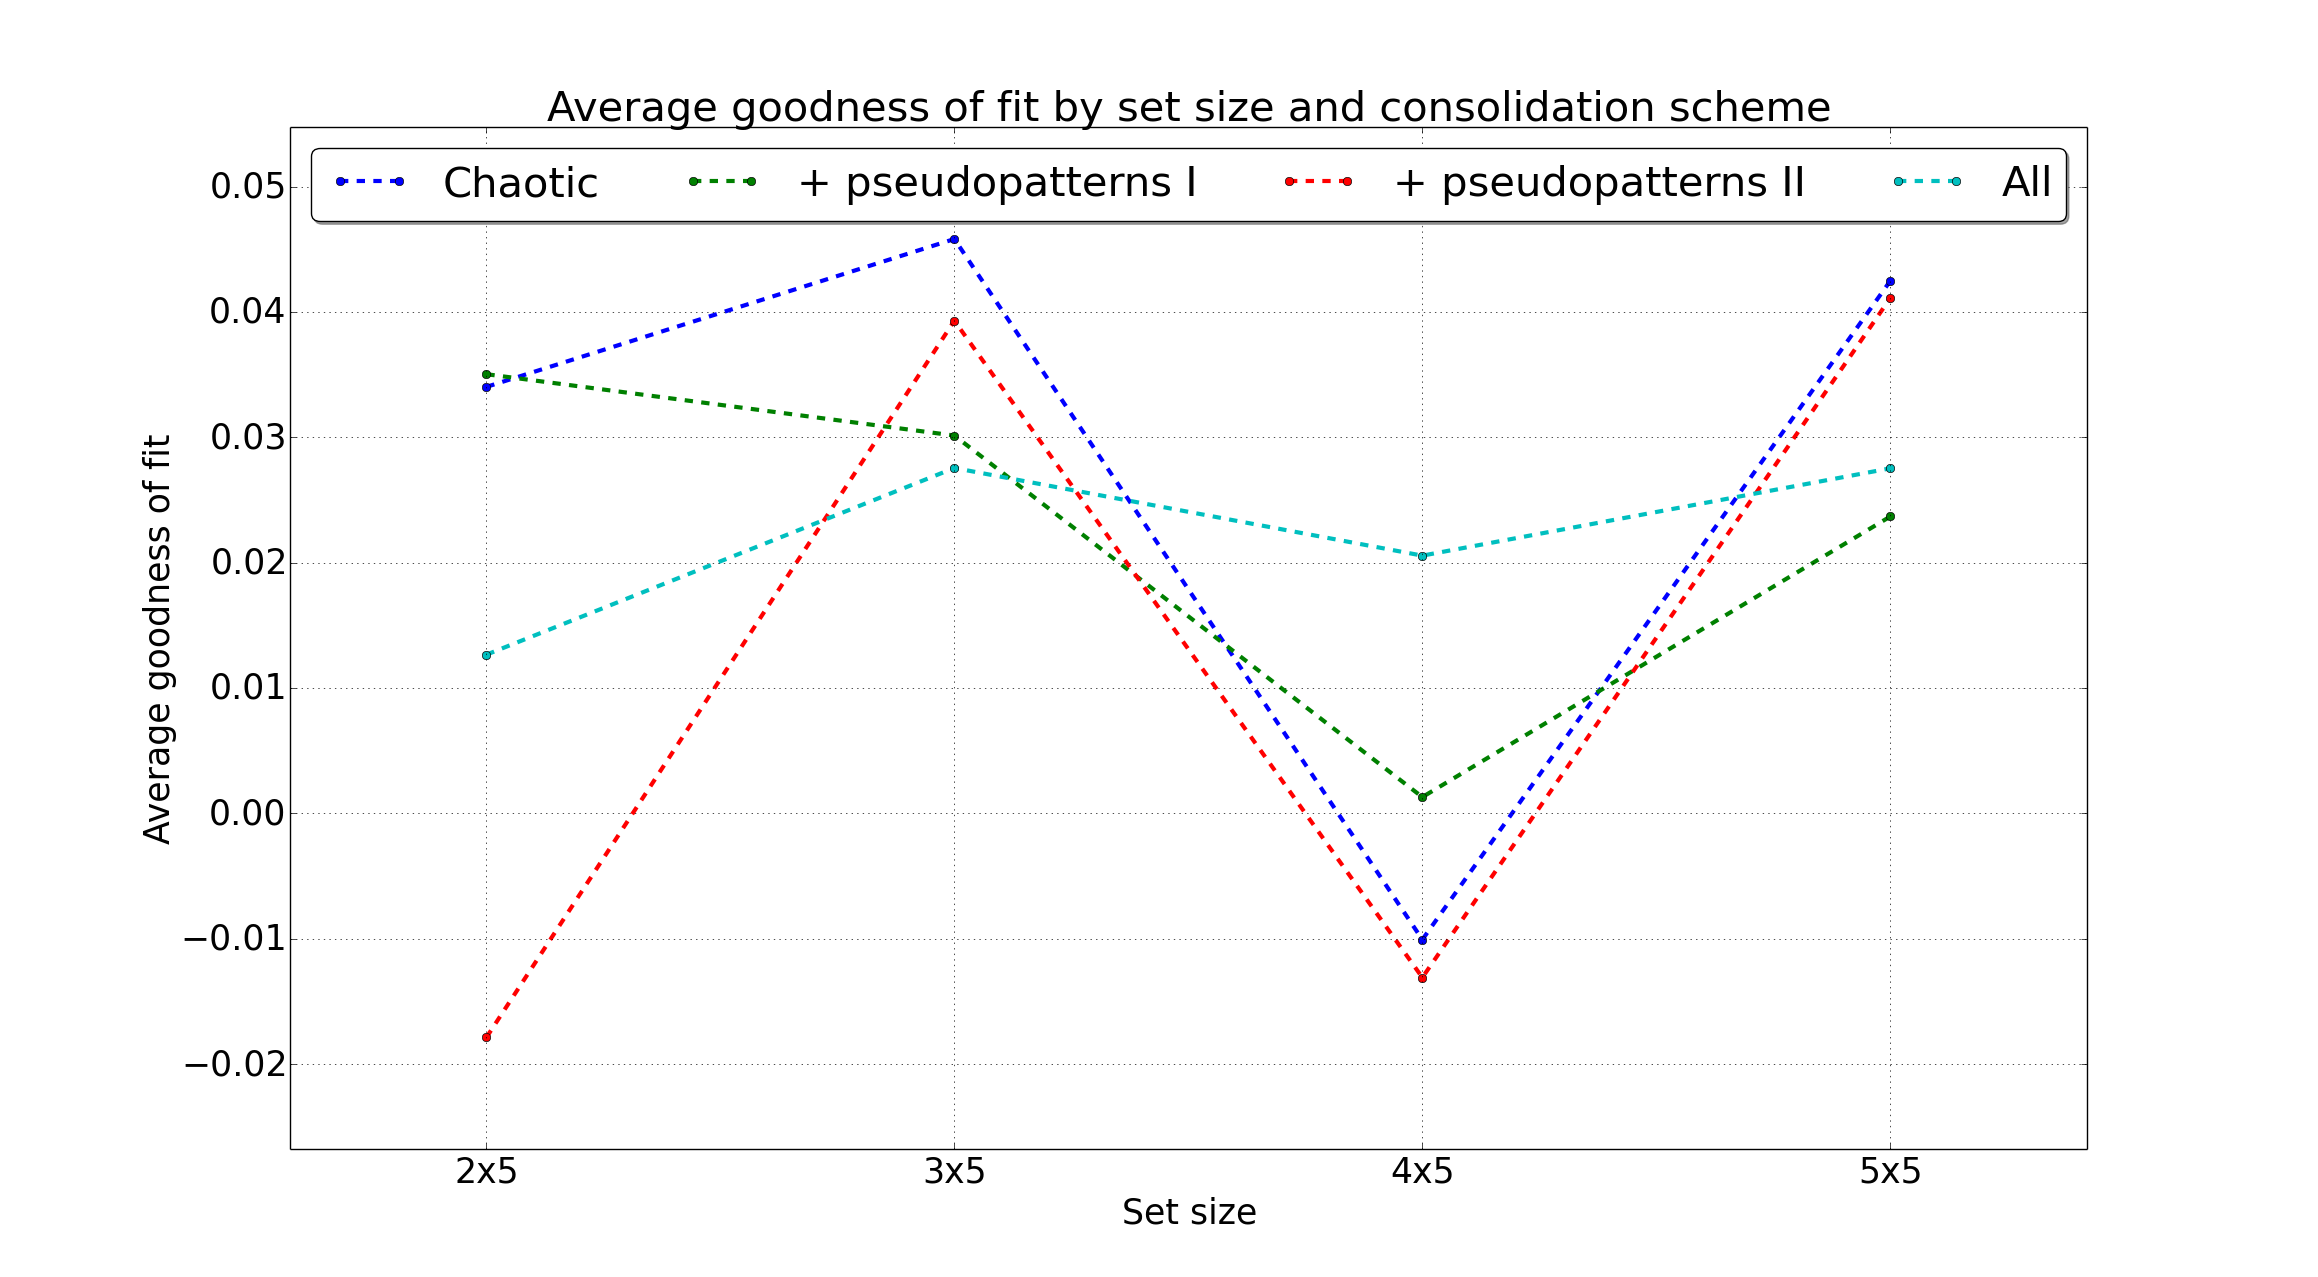 Average goodness of fit by set size and consolidation scheme
Chaotic + pseudopatterns I + pseudopatterns II All
0.05
0.04
0.03
0.02
0.01
0.00
−0.01
−0.02
Average goodness of fit
2x5 3x5 4x5 5x5
Set size